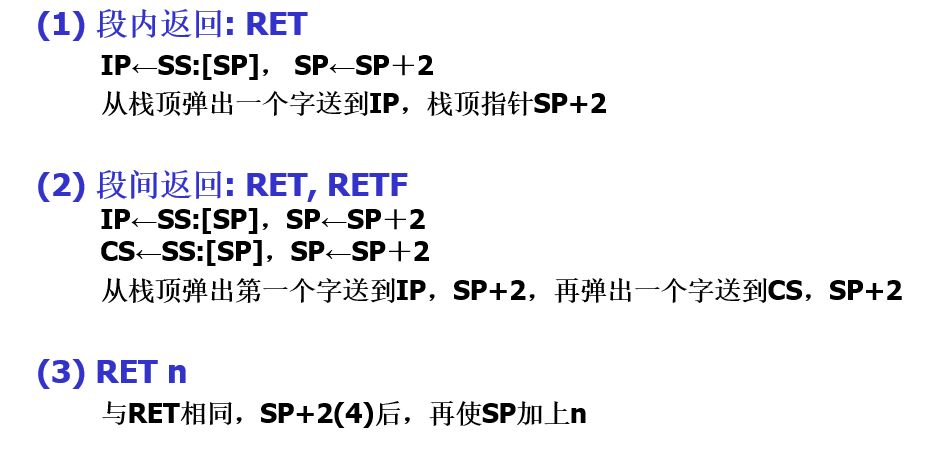 (1) 段内返回: RET
IP←SS:[SP]， SP←SP＋2
从栈顶弹出一个字送到IP，栈顶指针SP+2
(2) 段间返回: RET, RETF
IP←SS:[SP]，SP←SP＋2
CS←SS:[SP]，SP←SP＋2
从栈顶弹出第一个字送到IP，SP+2，再弹出一个字送到CS，SP+2
(3) RET n
与RET相同，SP+2(4)后，再使SP加上n